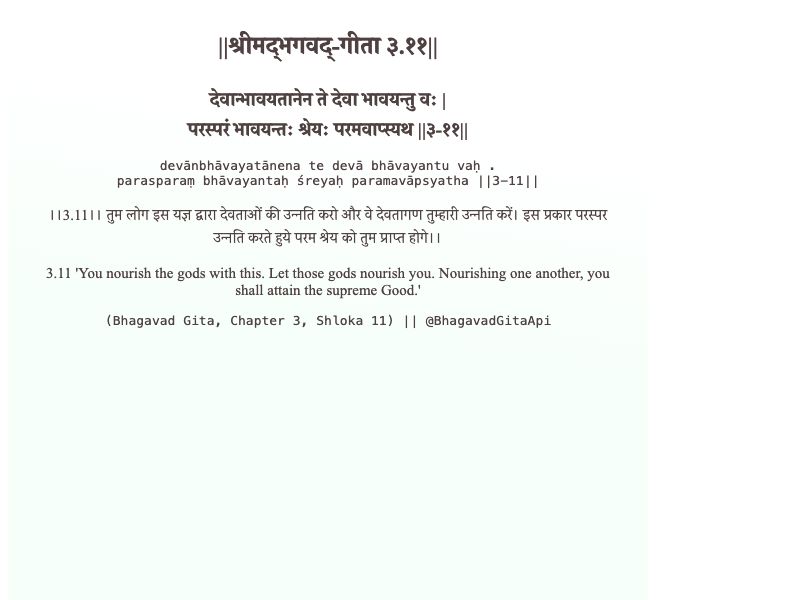 ||श्रीमद्‍भगवद्‍-गीता ३.११||
देवान्भावयतानेन ते देवा भावयन्तु वः |
परस्परं भावयन्तः श्रेयः परमवाप्स्यथ ||३-११||
devānbhāvayatānena te devā bhāvayantu vaḥ .
parasparaṃ bhāvayantaḥ śreyaḥ paramavāpsyatha ||3-11||
।।3.11।। तुम लोग इस यज्ञ द्वारा देवताओं की उन्नति करो और वे देवतागण तुम्हारी उन्नति करें। इस प्रकार परस्पर
उन्नति करते हुये परम श्रेय को तुम प्राप्त होगे।।
3.11 'You nourish the gods with this. Let those gods nourish you. Nourishing one another, you
shall attain the supreme Good.'
(Bhagavad Gita, Chapter 3, Shloka 11) || @BhagavadGitaApi